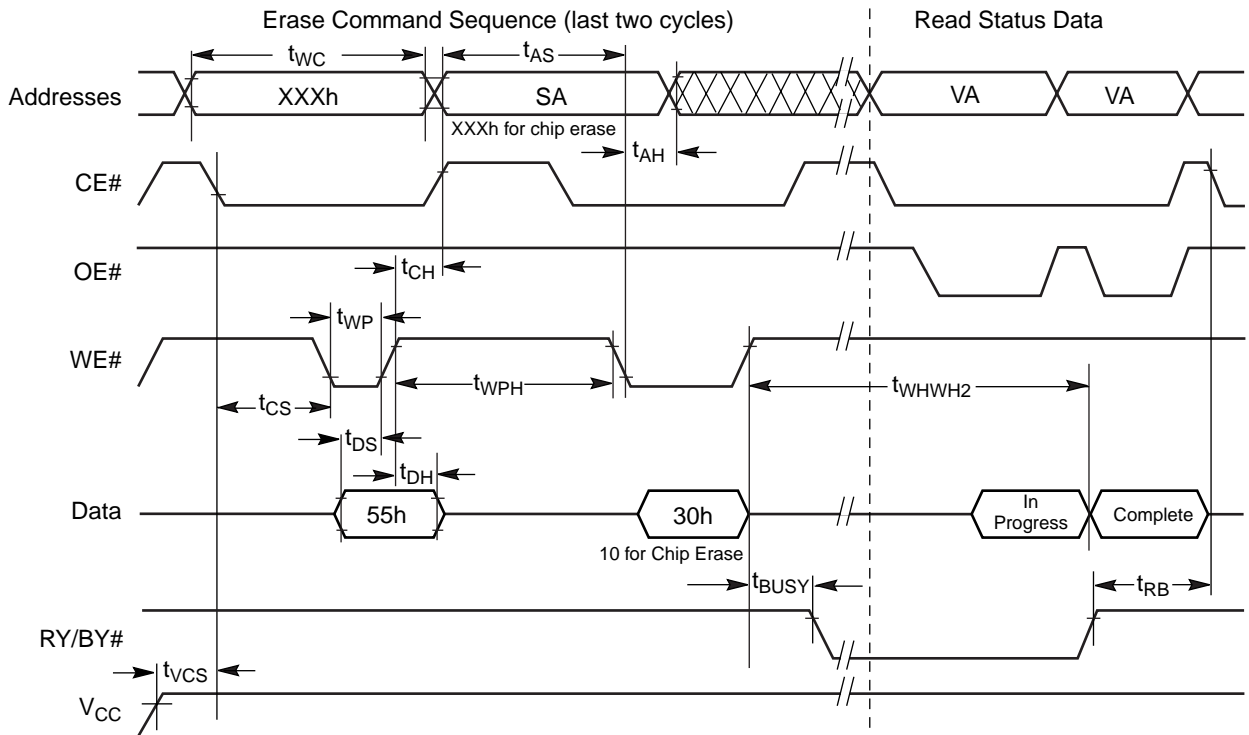 Erase Command Sequence (last two cycles)
Read Status Data
tWC
tAS
Addresses
XXXh
SA
VA
VA
XXXh for chip erase
tAH
CE#
OE#
tCH
tWP
WE#
tWPH
tWHWH2
tCS
tDS
tDH
Data
55h
30h
In
Progress
Complete
10 for Chip Erase
tBUSY
tRB
RY/BY#
tVCS
VCC